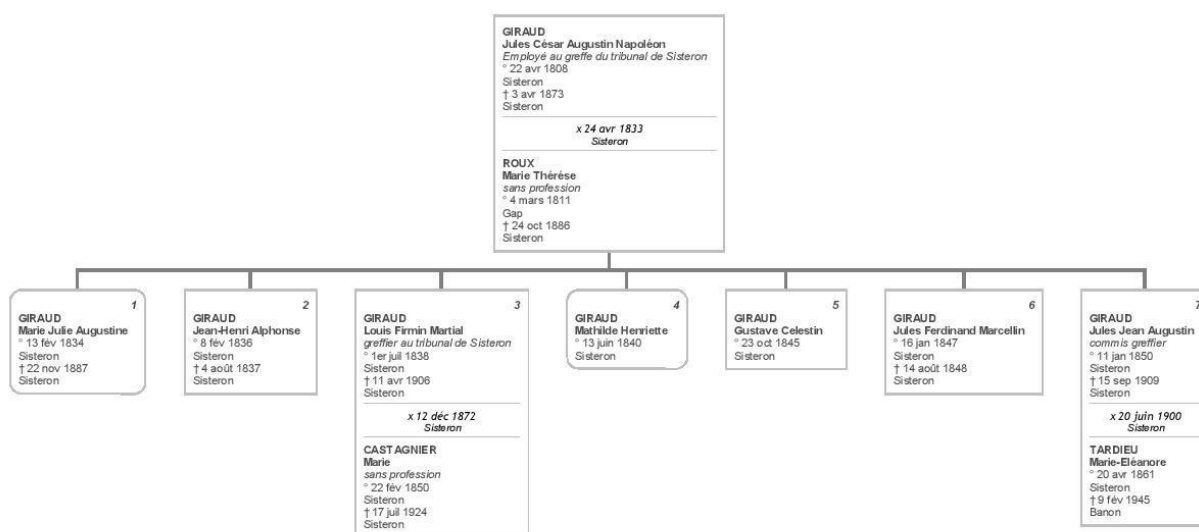 GIRAUD
Jules César Augustin Napoléon
Employé au greffe du tribunal de Sisteron
° 22 avr 1808
Sisteron
† 3 avr 1873
Sisteron
x 24 avr 1833
Sisteron
ROUX
Marie Thérèse
sans profession
° 4 mars 1811
Gap
† 24 oct 1886
Sisteron
1
GIRAUD
Marie Julie Augustine
° 13 fév 1834
Sisteron
† 22 nov 1887
Sisteron
2
GIRAUD
Jean-Henri Alphonse
° 8 fév 1836
Sisteron
† 4 août 1837
Sisteron
3
GIRAUD
Louis Firmin Martial
greffier au tribunal de Sisteron
° 1er juil 1838
Sisteron
† 11 avr 1906
Sisteron
x 12 déc 1872
Sisteron
CASTAGNIER
Marie
sans profession
° 22 fév 1850
Sisteron
† 17 juil 1924
Sisteron
4
GIRAUD
Mathilde Henriette
° 13 juin 1840
Sisteron
5
GIRAUD
Gustave Celestin
° 23 oct 1845
Sisteron
6
GIRAUD
Jules Ferdinand Marcellin
° 16 jan 1847
Sisteron
† 14 août 1848
Sisteron
7
GIRAUD
Jules Jean Augustin
commis greffier
° 11 jan 1850
Sisteron
† 15 sep 1909
Sisteron
x 20 juin 1900
Sisteron
TARDIEU
Marie-Eléanore
° 20 avr 1861
Sisteron
† 9 fév 1945
Banon